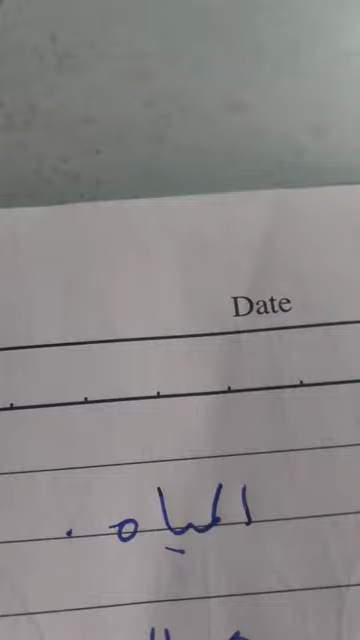 Date
المياه .